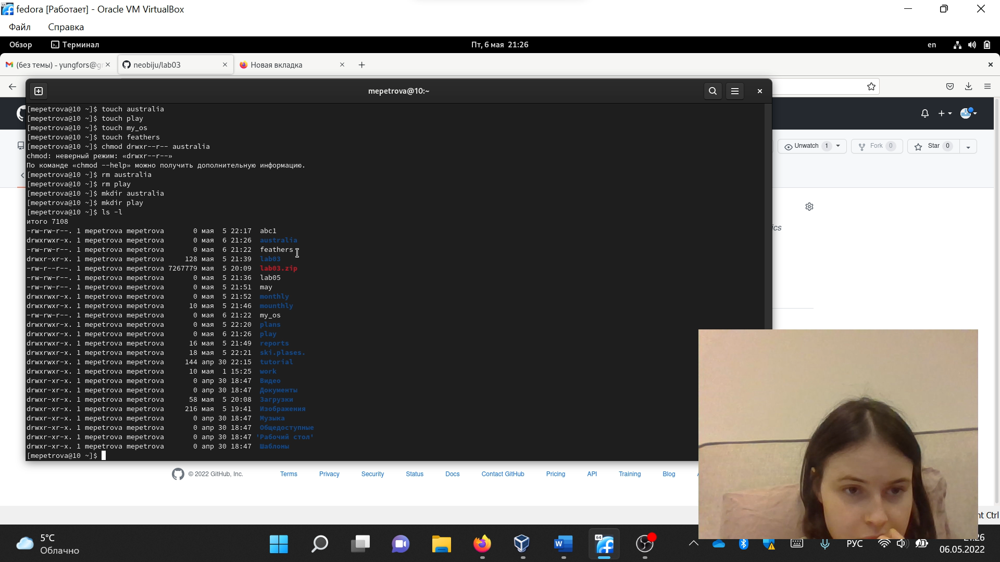 fedora [Работает] - Oracle VM VirtualBox
Файл Справка
Обзор Терминал Пт, 6 мая 21:26 en
(без темы) - yungfors@gr neobiju/lab03 Новая вкладка
mepetrova@10:~
[mepetrova@10 ~]$ touch australia
[mepetrova@10 ~]$ touch play
[mepetrova@10 ~]$ touch my_os
[mepetrova@10 ~]$ touch feathers
[mepetrova@10 ~]$ chmod drwxr--r-- australia
chmod: неверный режим: «drwxr--r--»
По команде «chmod --help» можно получить дополнительную информацию.
[mepetrova@10 ~]$ rm australia
[mepetrova@10 ~]$ rm play
[mepetrova@10 ~]$ mkdir australia
[mepetrova@10 ~]$ mkdir play
[mepetrova@10 ~]$ ls -l
итого 7108
-rw-rw-r--. 1 mepetrova mepetrova 0 мая 5 22:17 abc1
drwxrwxr-x. 1 mepetrova mepetrova 0 мая 6 21:26 australia
-rw-rw-r--. 1 mepetrova mepetrova 0 мая 6 21:22 feathers
drwxr-xr-x. 1 mepetrova mepetrova 128 мая 5 21:39 lab03
-rw-r--r--. 1 mepetrova mepetrova 7267779 мая 5 20:09 lab03.zip
-rw-rw-r--. 1 mepetrova mepetrova 0 мая 5 21:36 lab05
-rw-rw-r--. 1 mepetrova mepetrova 0 мая 5 21:51 may
drwxrwxr-x. 1 mepetrova mepetrova 0 мая 5 21:52 monthly
drwxrwxr-x. 1 mepetrova mepetrova 10 мая 5 21:46 mounthly
-rw-rw-r--. 1 mepetrova mepetrova 0 мая 6 21:22 my_os
drwxrwxr-x. 1 mepetrova mepetrova 0 мая 5 22:20 plans
drwxrwxr-x. 1 mepetrova mepetrova 0 мая 6 21:26 play
drwxrwxr-x. 1 mepetrova mepetrova 16 мая 5 21:49 reports
drwxrwxr-x. 1 mepetrova mepetrova 18 мая 5 22:21 ski.plases.
drwxrwxr-x. 1 mepetrova mepetrova 144 апр 30 22:15 tutorial
drwxrwxr-x. 1 mepetrova mepetrova 10 мая 1 15:25 work
drwxr-xr-x. 1 mepetrova mepetrova 0 апр 30 18:47 Видео
drwxr-xr-x. 1 mepetrova mepetrova 0 апр 30 18:47 Документы
drwxr-xr-x. 1 mepetrova mepetrova 58 мая 5 20:08 Загрузки
drwxr-xr-x. 1 mepetrova mepetrova 216 мая 5 19:41 Изображения
drwxr-xr-x. 1 mepetrova mepetrova 0 апр 30 18:47 Музыка
drwxr-xr-x. 1 mepetrova mepetrova 0 апр 30 18:47 Общедоступные
drwxr-xr-x. 1 mepetrova mepetrova 0 апр 30 18:47 'Рабочий стол'
drwxr-xr-x. 1 mepetrova mepetrova 0 апр 30 18:47 Шаблоны
[mepetrova@10 ~]$
Unwatch 1 Fork 0 Star 0
ics
© 2022 GitHub, Inc. Terms Privacy Security Status Docs Contact GitHub Pricing API Training Blog
nt Ctrl
5°C
Облачно
64
РУС
06.05.2022